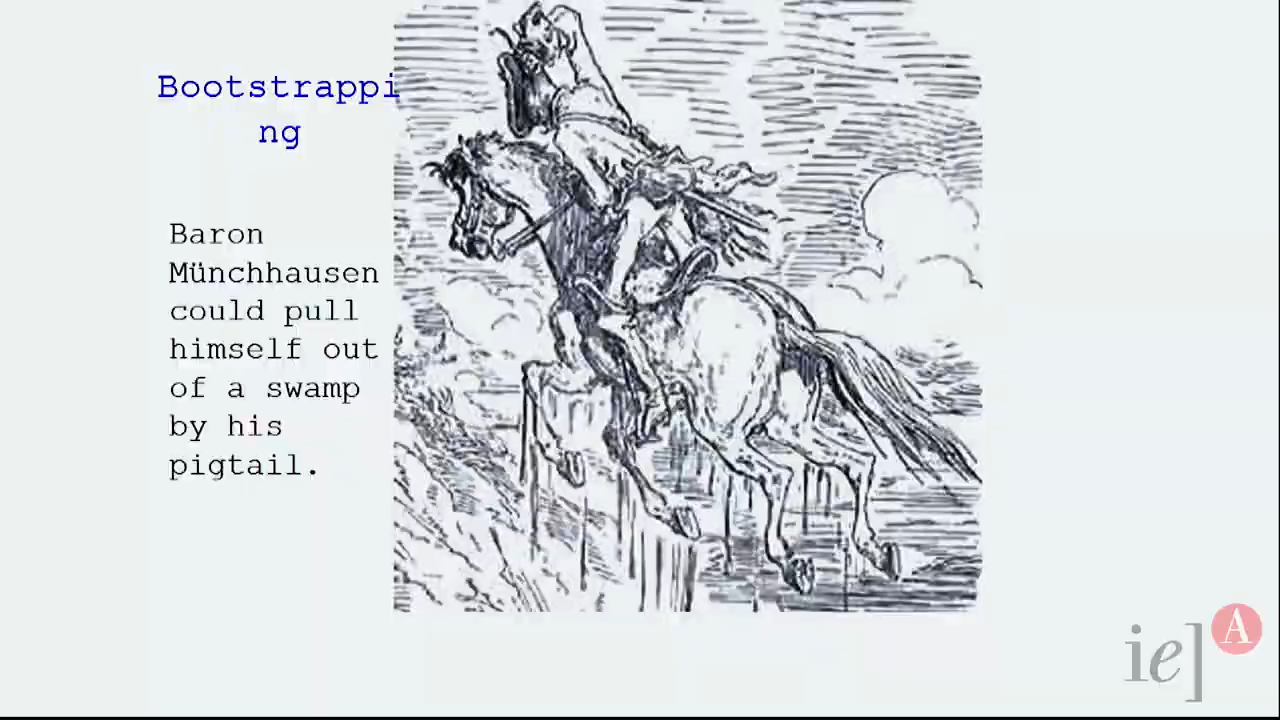 Bootstrappi
ng
Baron
Münchhausen
could pull
himself out
of a swamp
by his
pigtail.
ie]
A